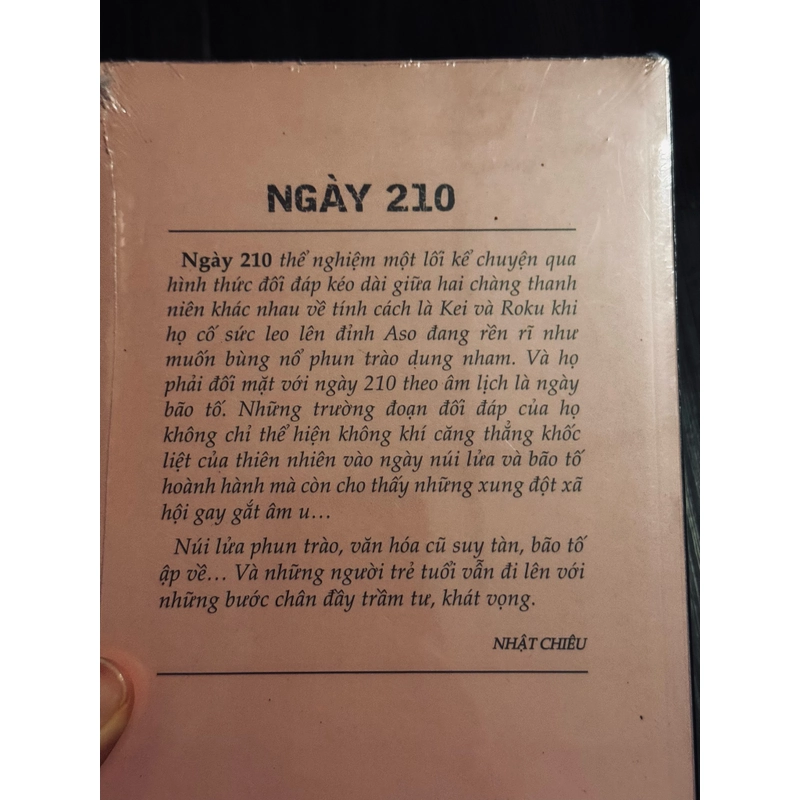 NGÀY 210
Ngày 210 thể nghiệm một lối kể chuyện qua
hình thức đối đáp kéo dài giữa hai chàng thanh
niên khác nhau về tính cách là Kei và Roku khi
họ cố sức leo lên đỉnh Aso đang rền rĩ như
muốn bùng nổ phun trào dung nham. Và họ
phải đối mặt với ngày 210 theo âm lịch là ngày
bão tố. Những trường đoạn đối đáp của họ
không chỉ thể hiện không khí căng thẳng khốc
liệt của thiên nhiên vào ngày núi lửa và bão tố
hoành hành mà còn cho thấy những xung đột xã
hội gay gắt âm u...
Núi lửa phun trào, văn hóa cũ suy tàn, bão tố
ập về... Và những người trẻ tuổi vẫn đi lên với
những bước chân đầy trầm tư, khát vọng.
NHẬT CHIÊU